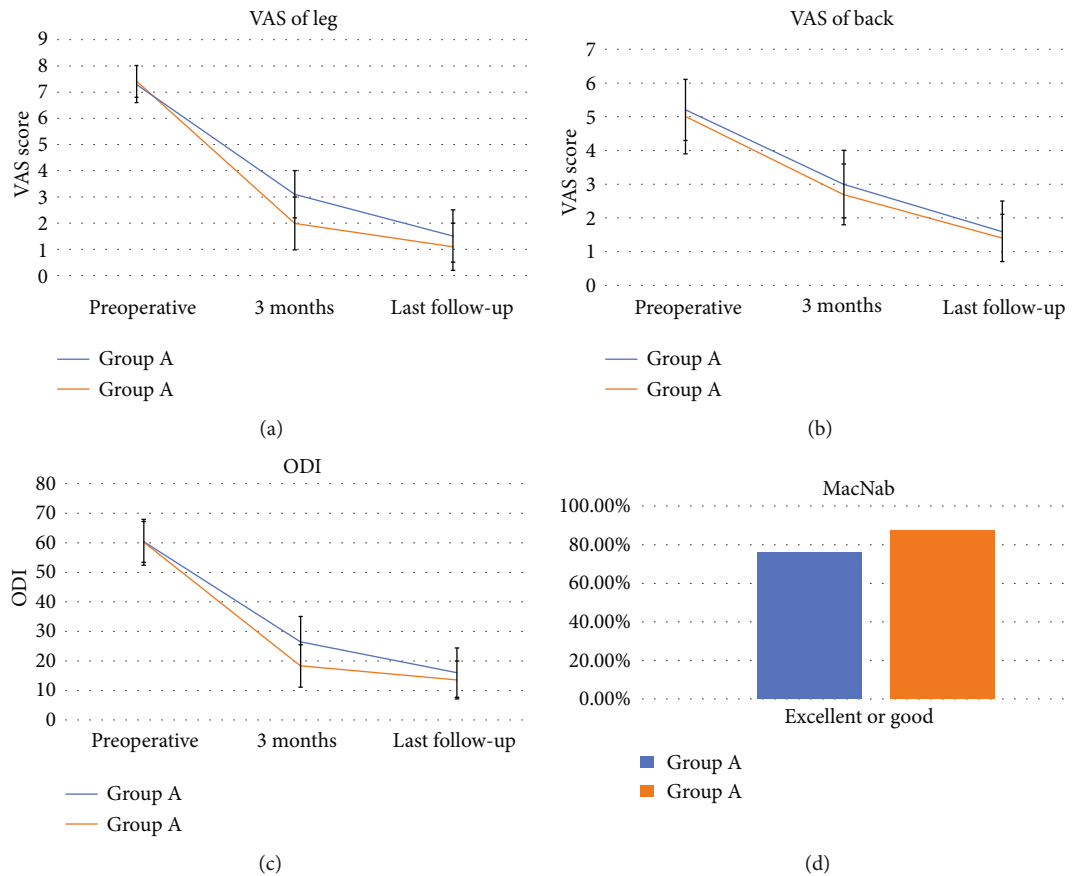 VAS of leg
9
8
7
6
5
4
3
2
1
0
VAS score
Preoperative 3 months Last follow-up
Group A
Group A
(a)
VAS of back
7
6
5
4
3
2
1
0
VAS score
Preoperative 3 months Last follow-up
Group A
Group A
(b)
ODI
80
70
60
50
40
30
20
10
0
ODI
Preoperative 3 months Last follow-up
Group A
Group A
(c)
MacNab
100.00%
80.00%
60.00%
40.00%
20.00%
0.00%
Excellent or good
Group A
Group A
(d)